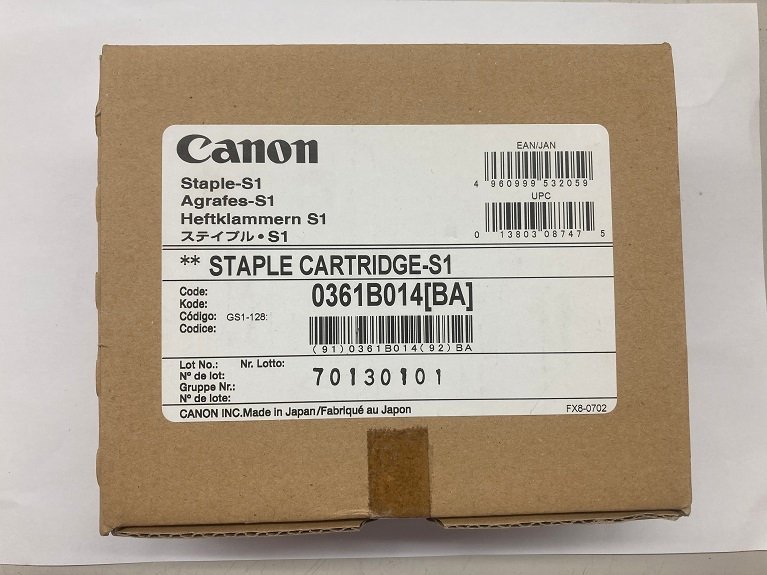 Canon
EAN/JAN
4 960999 532059
UPC
0 13803 08747 5
Staple-S1
Agrafes-S1
Heftklammern S1
ステイプル・S1
** STAPLE CARTRIDGE-S1
Code:
Kode:
Código:
Codice:
GS1-128:
0361B014[BA]
(91)0361B014(92)BA
Lot No.: Nr. Lotto:
Nº de lot:
Gruppe Nr.:
Nº de lote:
70130101
CANON INC.Made in Japan/Fabriqué au Japon
FX8-0702